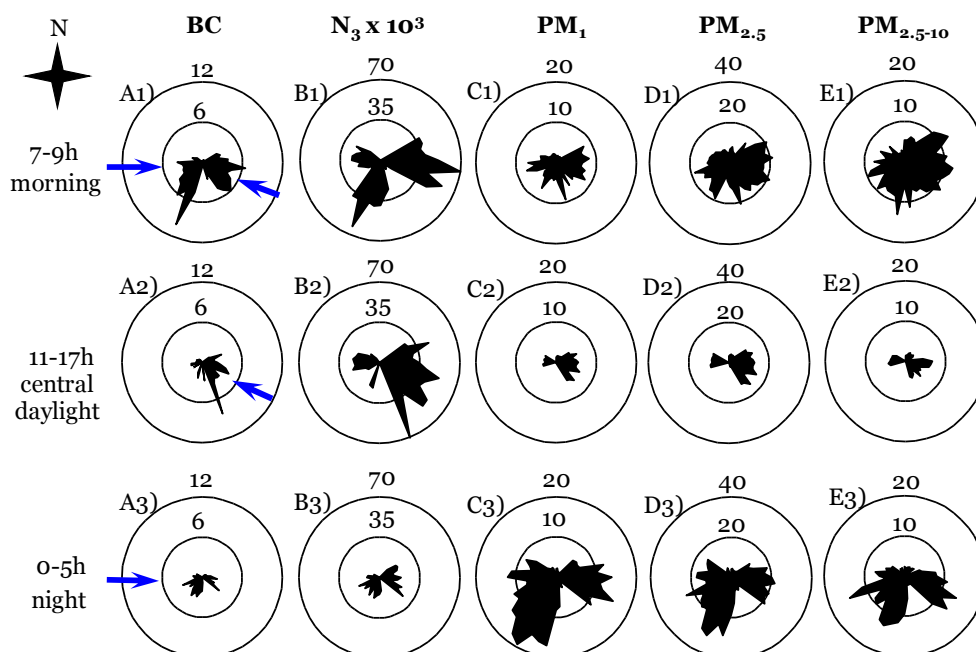 N BC N₃ x 10³ PM₁ PM₂.₅ PM₂.₅₋₁₀
A1) 12 6 B1) 70 35 C1) 20 10 D1) 40 20 E1) 20 10
7-9h
morning
A2) 12 6 B2) 70 35 C2) 20 10 D2) 40 20 E2) 20 10
11-17h
central
daylight
A3) 12 6 B3) 70 35 C3) 20 10 D3) 40 20 E3) 20 10
0-5h
night